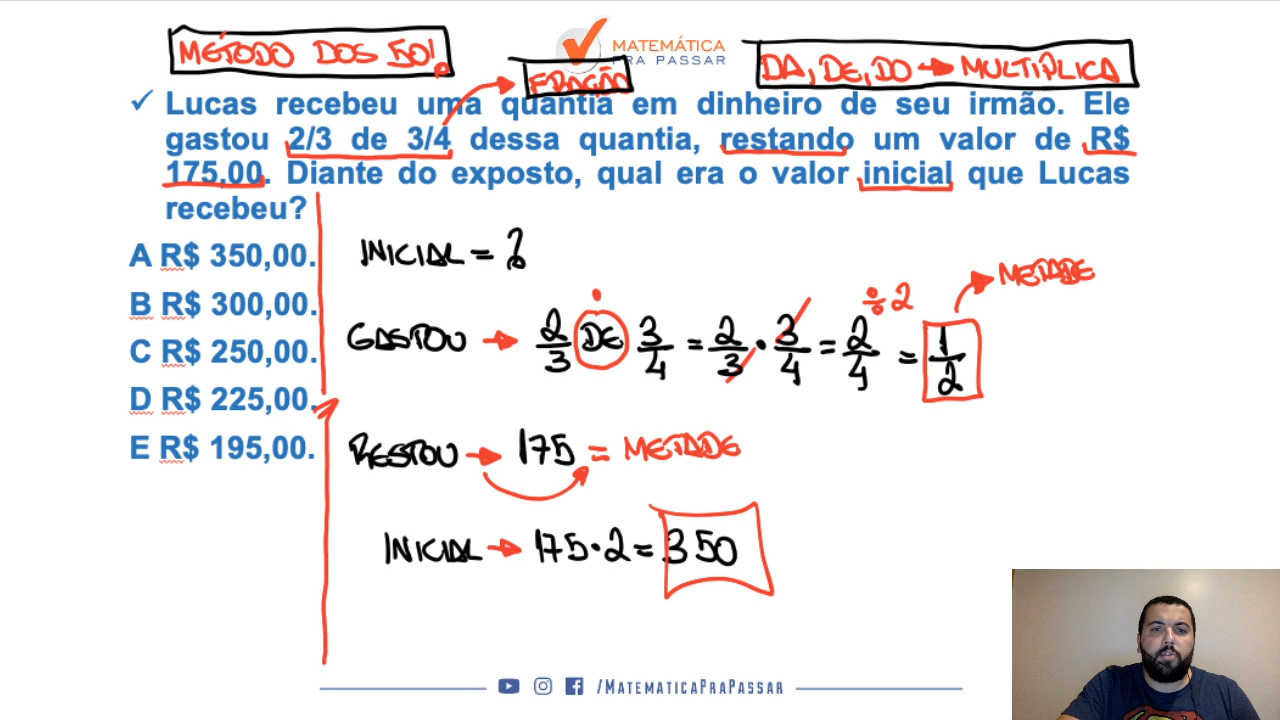 MÉTODO DOS 50!
MATEMÁTICA
PRA PASSAR
FRAÇÃO
DA, DE, DO → MULTIPLICA
✓ Lucas recebeu uma quantia em dinheiro de seu irmão. Ele
gastou 2/3 de 3/4 dessa quantia, restando um valor de R$
175,00. Diante do exposto, qual era o valor inicial que Lucas
recebeu?
A R$ 350,00.
B R$ 300,00.
C R$ 250,00.
D R$ 225,00.
E R$ 195,00.
INICIAL = ?
GASTOU → 2/3 DE 3/4 = 2/3 · 3/4 = 2/4 ÷2 = 1/2 → METADE
RESTOU → 175 = METADE
INICIAL → 175·2 = 350
/MATEMATICAPRAPASSAR